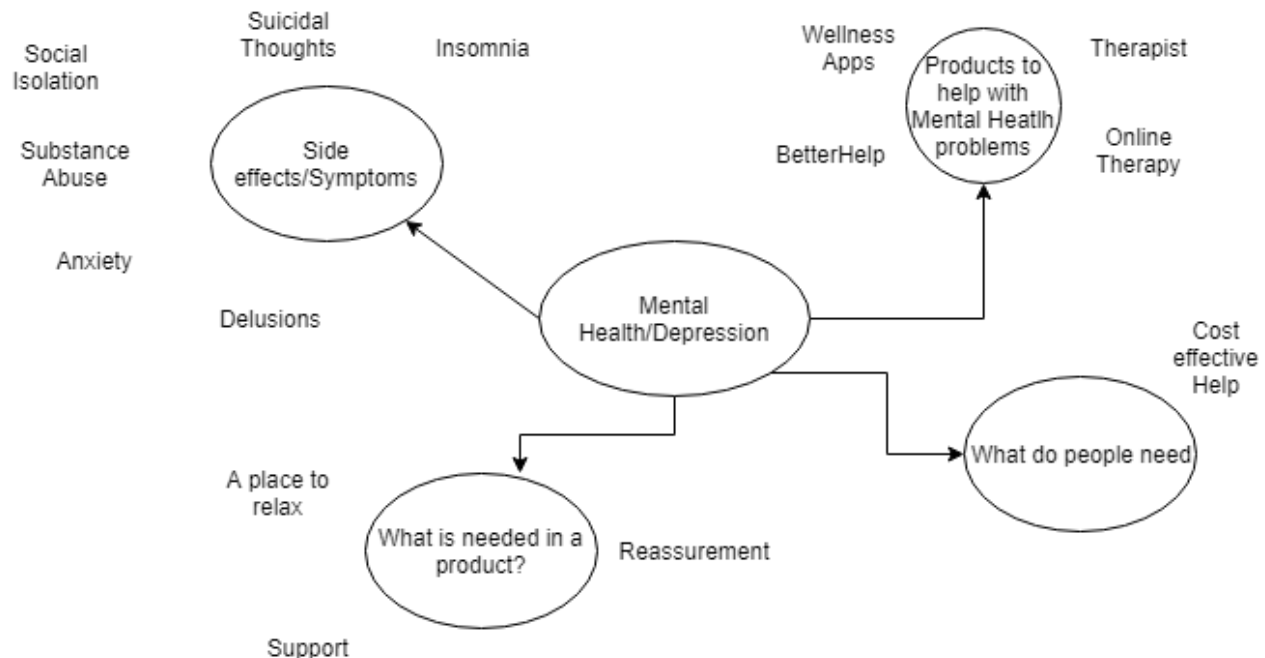 Suicidal
Thoughts
Insomnia
Social
Isolation
Substance
Abuse
Side
effects/Symptoms
Anxiety
Delusions
Wellness
Apps
Products to
help with
Mental Heatlh
problems
Therapist
BetterHelp
Online
Therapy
Mental
Health/Depression
Cost
effective
Help
What do people need
A place to
relax
What is needed in a
product?
Reassurement
Support